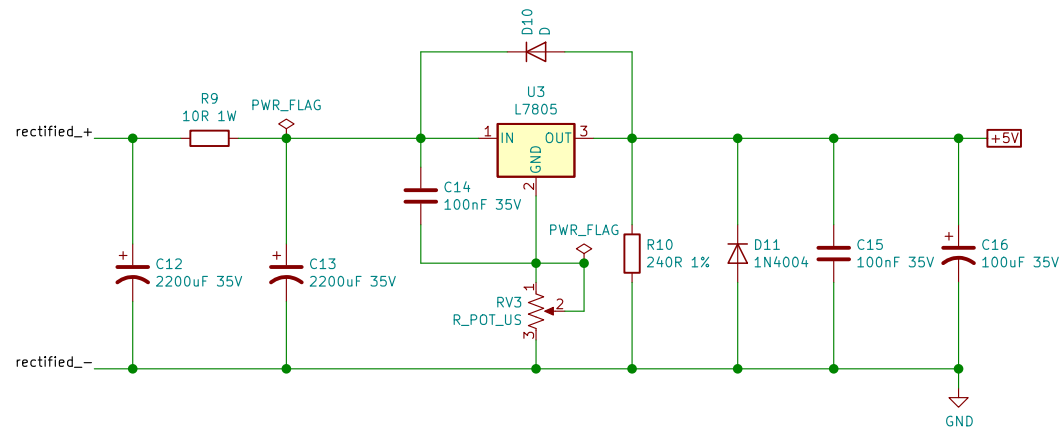 D10
D
U3
L7805
R9
10R 1W
PWR_FLAG
rectified_+
1
IN
OUT
3
+5V
GND
2
C14
100nF 35V
PWR_FLAG
R10
240R 1%
D11
1N4004
C15
100nF 35V
+
C16
100uF 35V
+
C12
2200uF 35V
+
C13
2200uF 35V
1
RV3
R_POT_US
2
3
rectified_-
GND